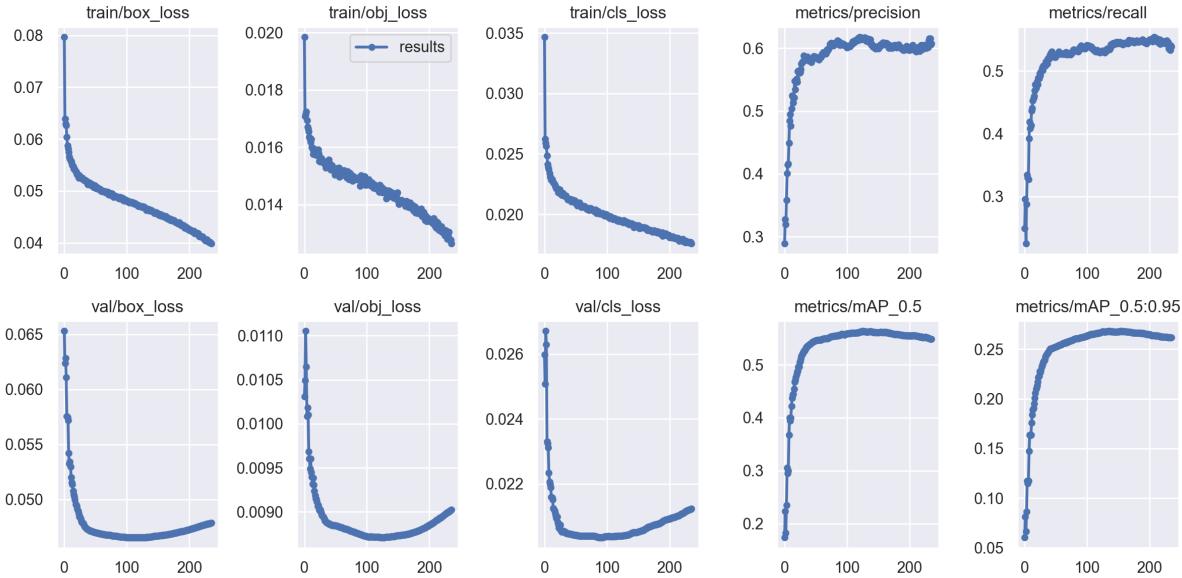 train/box_loss
train/obj_loss
train/cls_loss
metrics/precision
metrics/recall
0.08
0.07
0.06
0.05
0.04
0 100 200
0.020
0.018
0.016
0.014
results
0 100 200
0.035
0.030
0.025
0.020
0 100 200
0.6
0.5
0.4
0.3
0 100 200
0.5
0.4
0.3
0 100 200
val/box_loss
val/obj_loss
val/cls_loss
metrics/mAP_0.5
metrics/mAP_0.5:0.95
0.065
0.060
0.055
0.050
0 100 200
0.0110
0.0105
0.0100
0.0095
0.0090
0 100 200
0.026
0.024
0.022
0 100 200
0.5
0.4
0.3
0.2
0 100 200
0.25
0.20
0.15
0.10
0.05
0 100 200